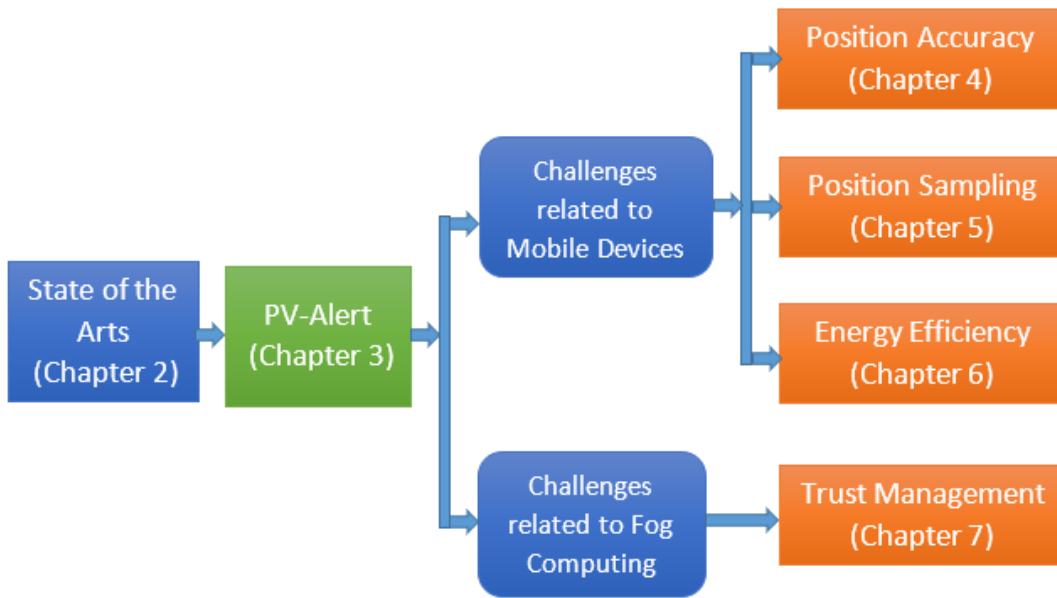 State of the
Arts
(Chapter 2)
PV-Alert
(Chapter 3)
Challenges
related to
Mobile Devices
Challenges
related to Fog
Computing
Position Accuracy
(Chapter 4)
Position Sampling
(Chapter 5)
Energy Efficiency
(Chapter 6)
Trust Management
(Chapter 7)